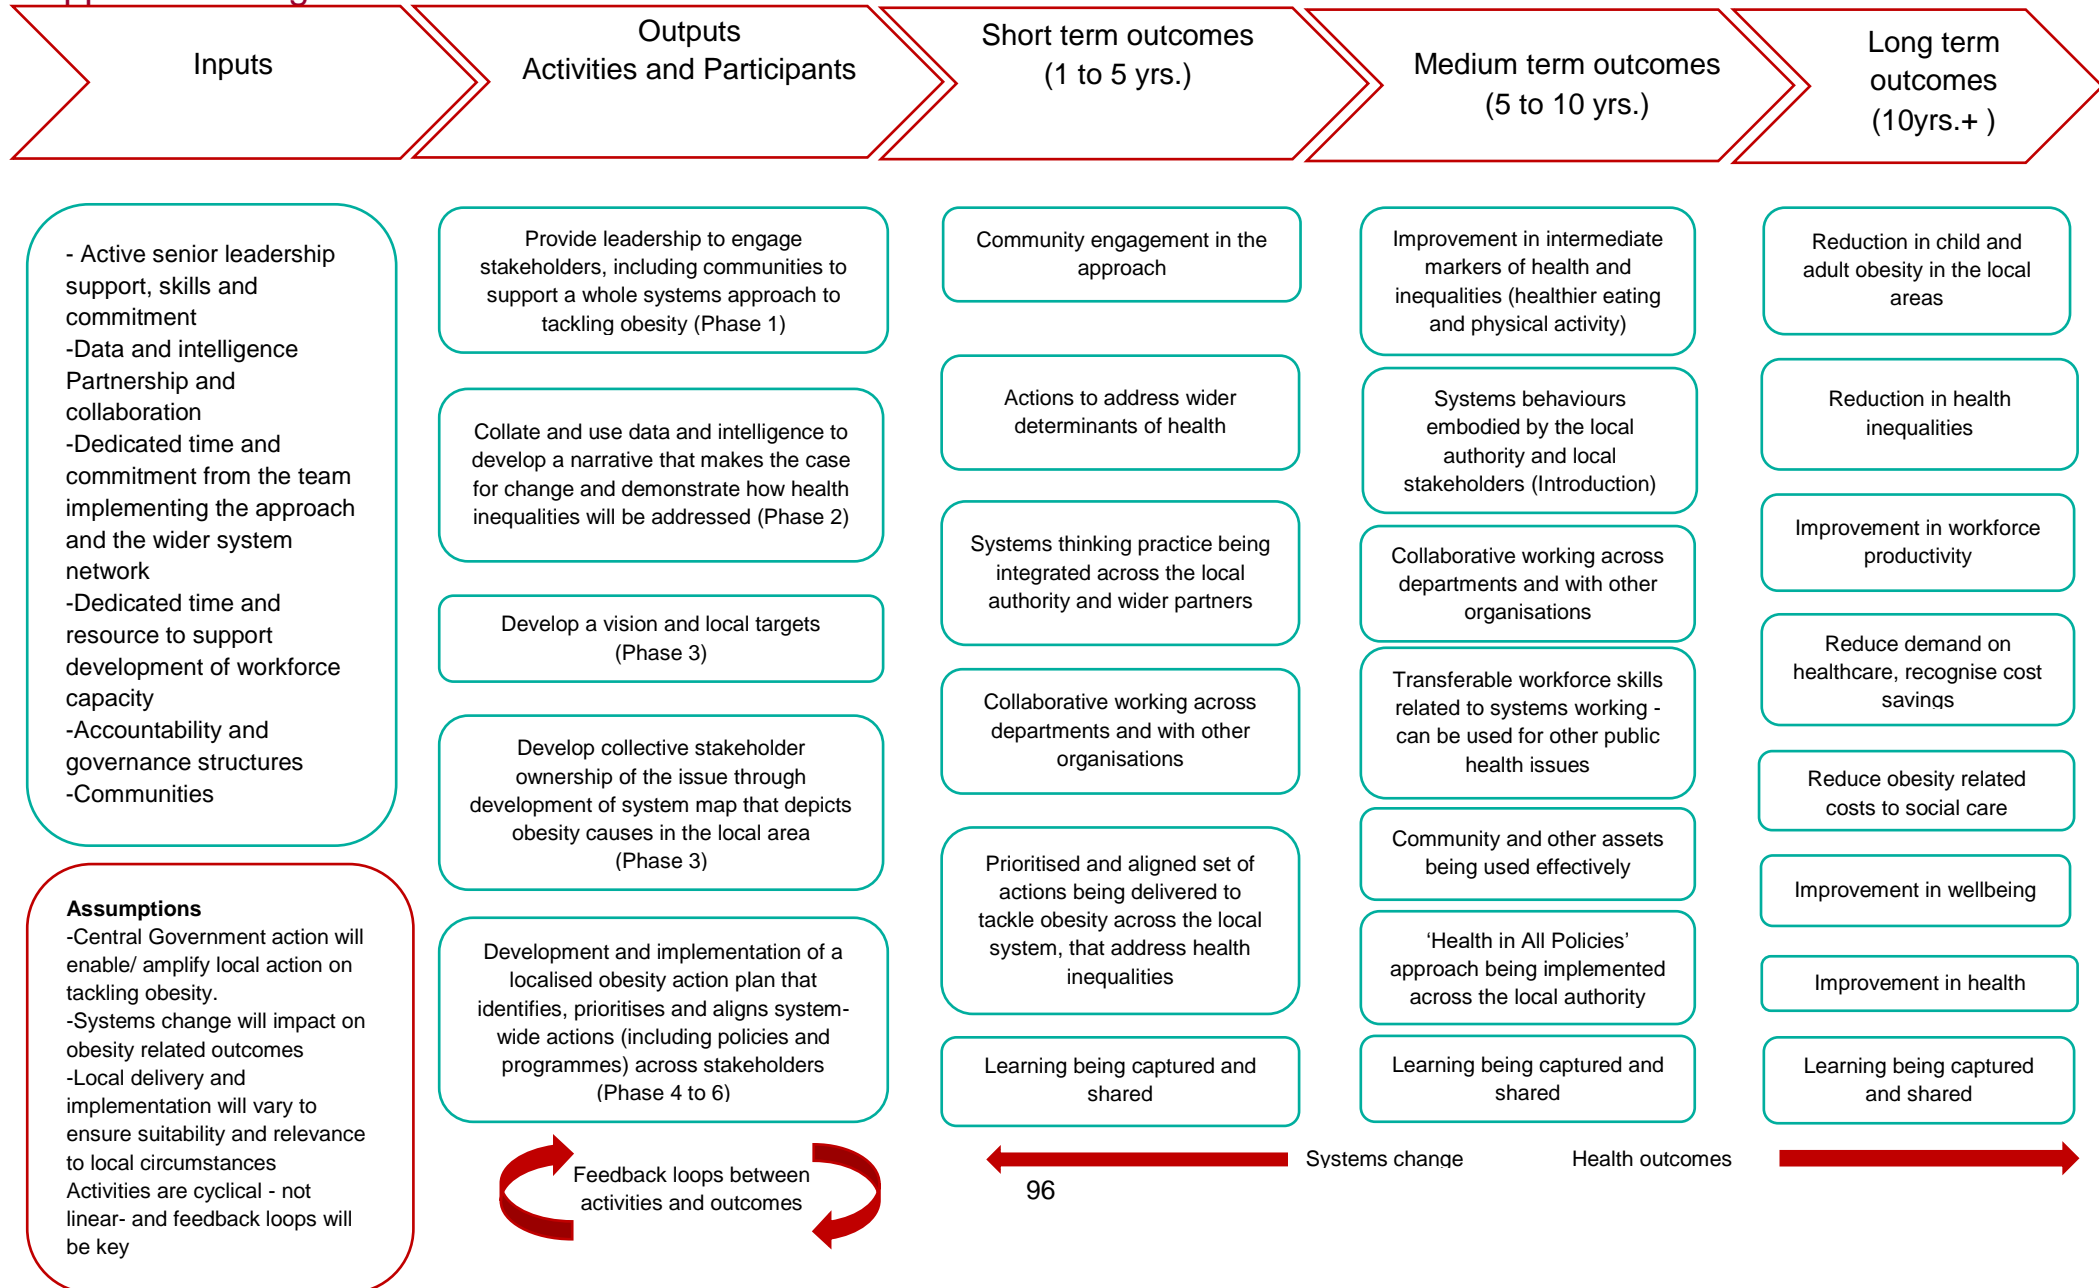 Inputs
Outputs
Activities and Participants
Short term outcomes
(1 to 5 yrs.)
Medium term outcomes
(5 to 10 yrs.)
Long term
outcomes
(10yrs.+ )
- Active senior leadership
support, skills and
commitment
-Data and intelligence
Partnership and
collaboration
-Dedicated time and
commitment from the team
implementing the approach
and the wider system
network
-Dedicated time and
resource to support
development of workforce
capacity
-Accountability and
governance structures
-Communities
Assumptions
-Central Government action will
enable/ amplify local action on
tackling obesity.
-Systems change will impact on
obesity related outcomes
-Local delivery and
implementation will vary to
ensure suitability and relevance
to local circumstances
Activities are cyclical - not
linear- and feedback loops will
be key
Provide leadership to engage
stakeholders, including communities to
support a whole systems approach to
tackling obesity (Phase 1)
Collate and use data and intelligence to
develop a narrative that makes the case
for change and demonstrate how health
inequalities will be addressed (Phase 2)
Develop a vision and local targets
(Phase 3)
Develop collective stakeholder
ownership of the issue through
development of system map that depicts
obesity causes in the local area
(Phase 3)
Development and implementation of a
localised obesity action plan that
identifies, prioritises and aligns system-
wide actions (including policies and
programmes) across stakeholders
(Phase 4 to 6)
Feedback loops between
activities and outcomes
Community engagement in the
approach
Actions to address wider
determinants of health
Systems thinking practice being
integrated across the local
authority and wider partners
Collaborative working across
departments and with other
organisations
Prioritised and aligned set of
actions being delivered to
tackle obesity across the local
system, that address health
inequalities
Learning being captured and
shared
Improvement in intermediate
markers of health and
inequalities (healthier eating
and physical activity)
Systems behaviours
embodied by the local
authority and local
stakeholders (Introduction)
Collaborative working across
departments and with other
organisations
Transferable workforce skills
related to systems working -
can be used for other public
health issues
Community and other assets
being used effectively
‘Health in All Policies’
approach being implemented
across the local authority
Learning being captured and
shared
Reduction in child and
adult obesity in the local
areas
Reduction in health
inequalities
Improvement in workforce
productivity
Reduce demand on
healthcare, recognise cost
savings
Reduce obesity related
costs to social care
Improvement in wellbeing
Improvement in health
Learning being captured
and shared
Systems change
Health outcomes
96